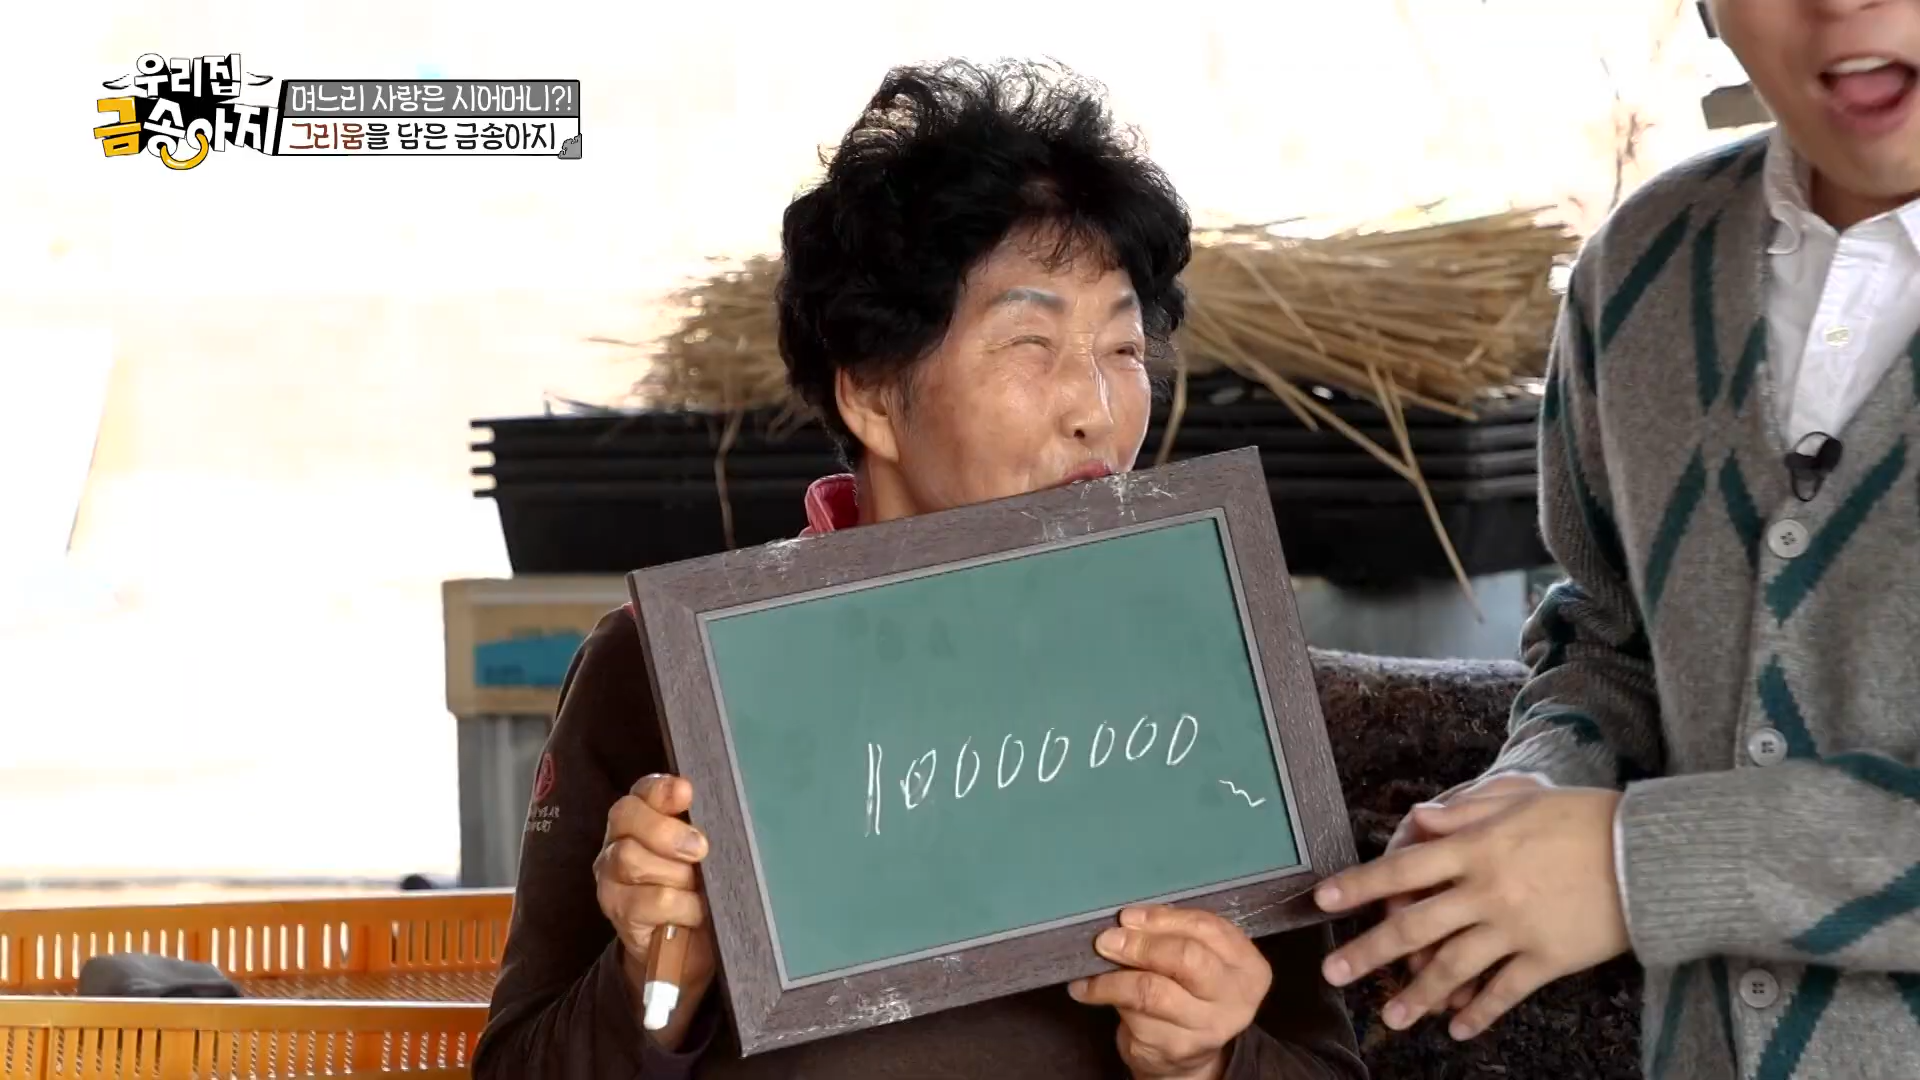 우리집
금송아지
며느리 사랑은 시어머니?!
그리움을 담은 금송아지
10000000